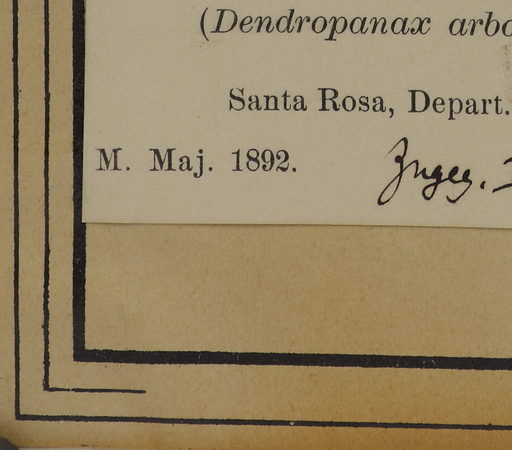 (Dendropanax arbo
Santa Rosa, Depart.
M. Maj. 1892.